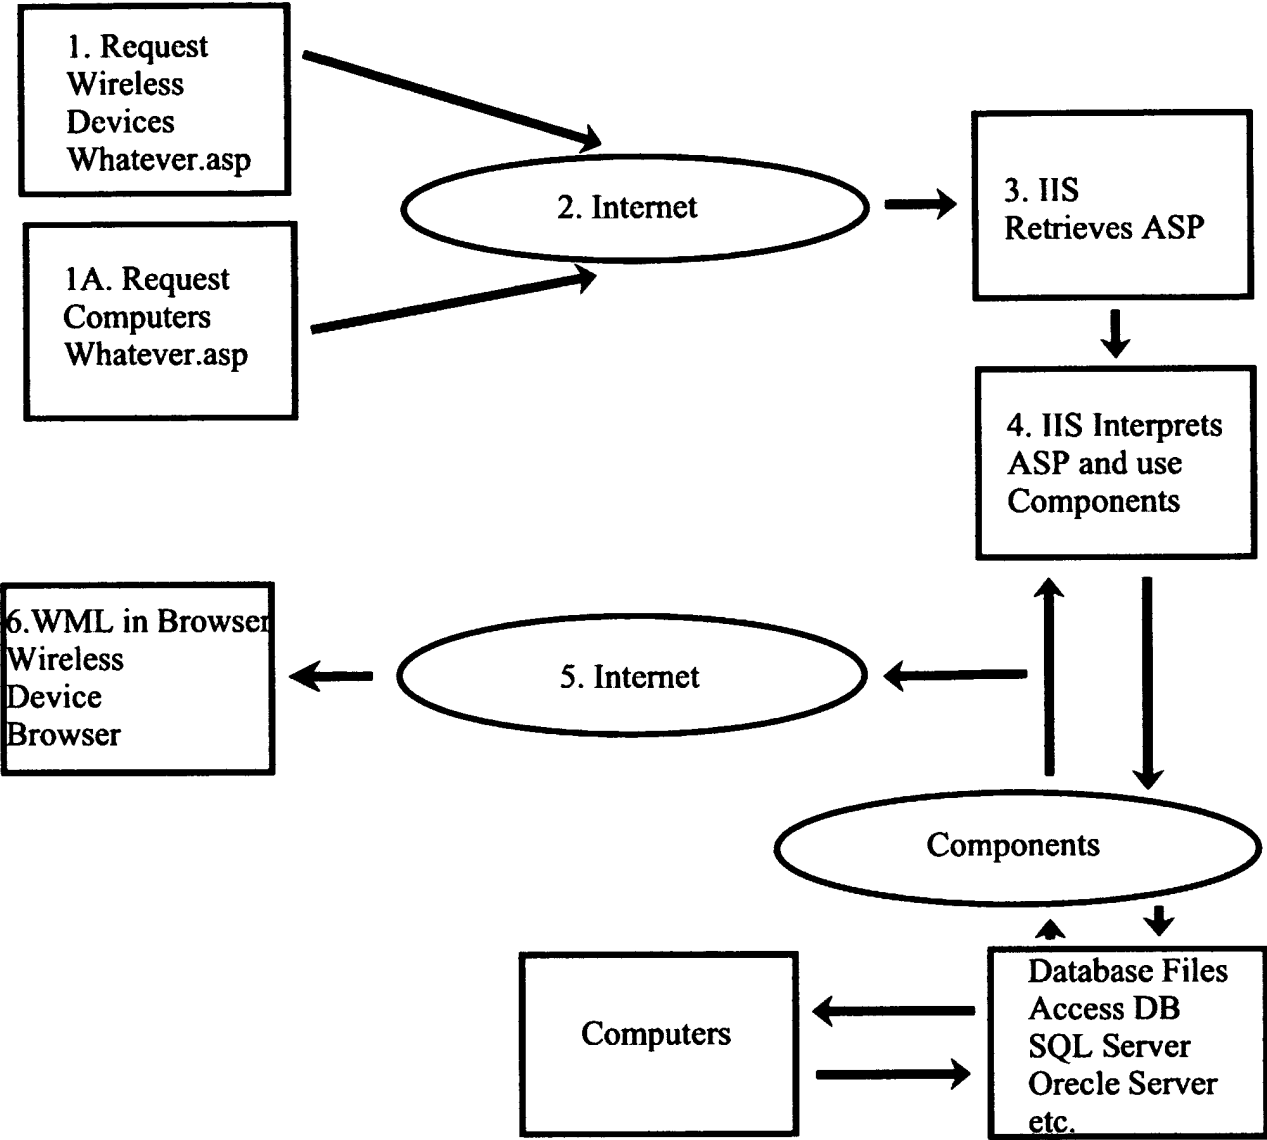 1. Request
Wireless
Devices
Whatever.asp
1A. Request
Computers
Whatever.asp
2. Internet
3. IIS
Retrieves ASP
4. IIS Interprets
ASP and use
Components
5. Internet
6.WML in Browser
Wireless
Device
Browser
Components
Computers
Database Files
Access DB
SQL Server
Orecle Server
etc.